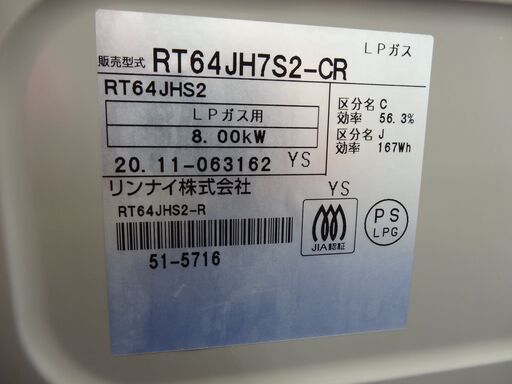 LPガス
販売型式 RT64JH7S2-CR
RT64JHS2
LPガス用
8.00kW
区分名 C
効率 56.3%
区分名 J
効率 167Wh
20.11-063162 YS
リンナイ株式会社
YS
RT64JHS2-R
JIA認証
PS
LPG
51-5716